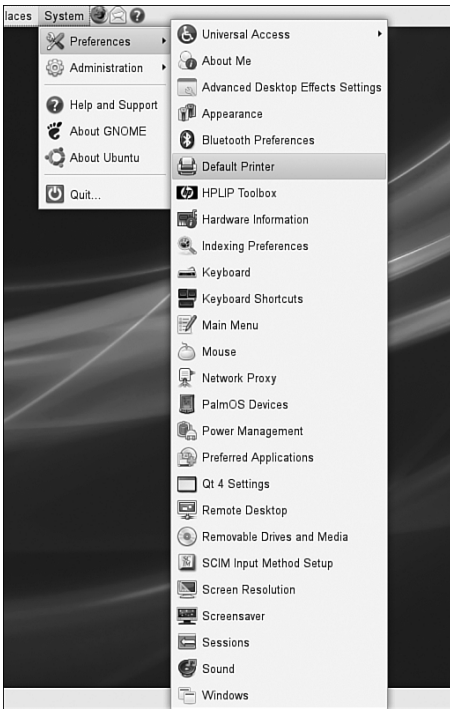 laces System
Preferences
Administration
Help and Support
About GNOME
About Ubuntu
Quit...
Universal Access
About Me
Advanced Desktop Effects Settings
Appearance
Bluetooth Preferences
Default Printer
HPLIP Toolbox
Hardware Information
Indexing Preferences
Keyboard
Keyboard Shortcuts
Main Menu
Mouse
Network Proxy
PalmOS Devices
Power Management
Preferred Applications
Qt 4 Settings
Remote Desktop
Removable Drives and Media
SCIM Input Method Setup
Screen Resolution
Screensaver
Sessions
Sound
Windows